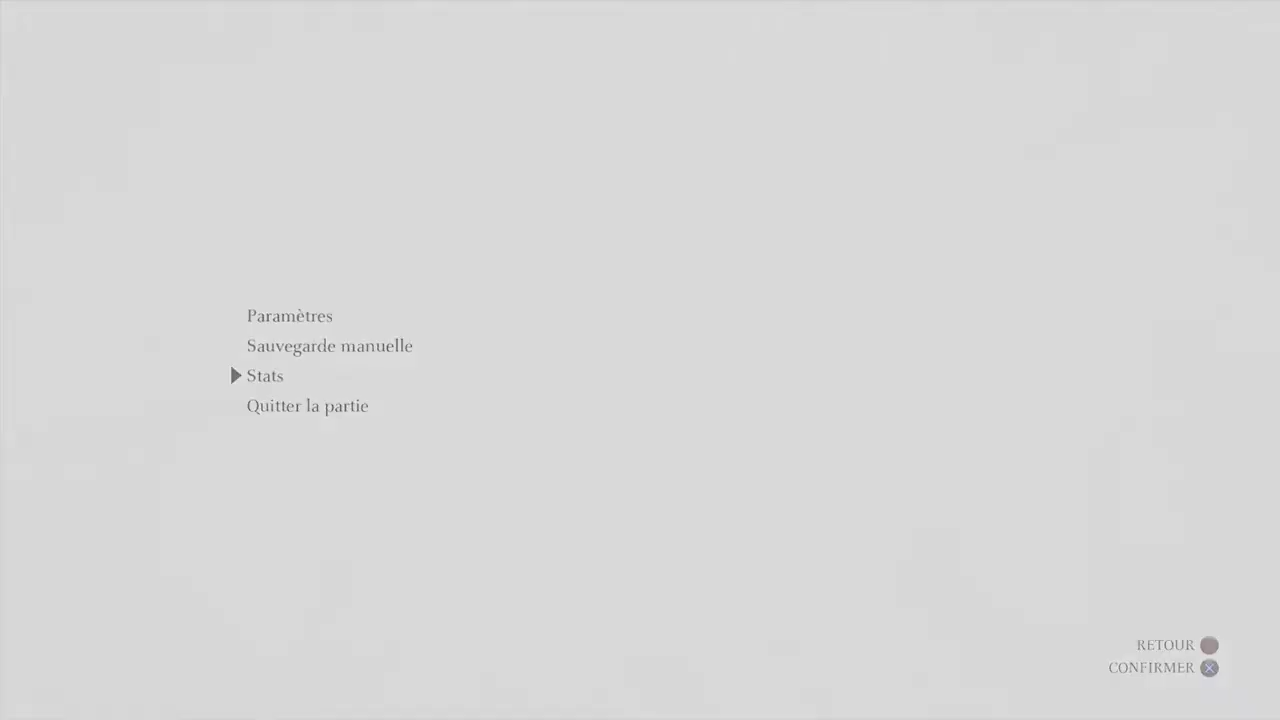 Paramètres
Sauvegarde manuelle
Stats
Quitter la partie
RETOUR
CONFIRMER